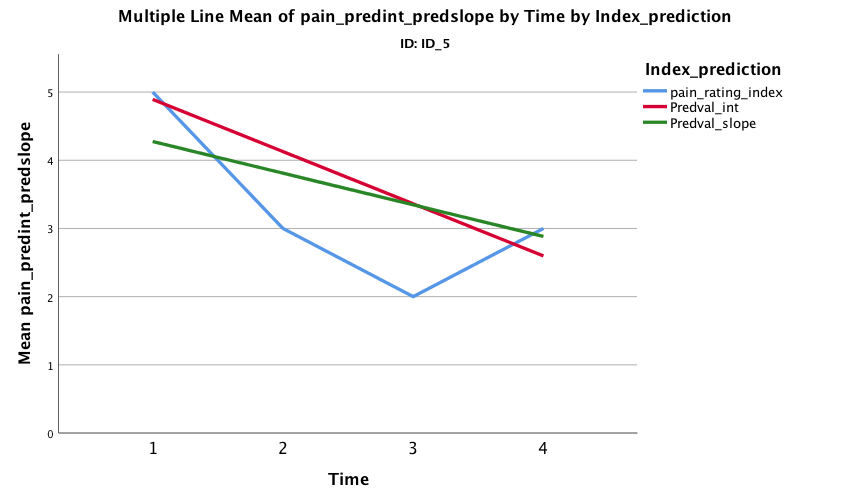 Multiple Line Mean of pain_predint_predslope by Time by Index_prediction
ID: ID_5
Index_prediction
pain_rating_index
Predval_int
Predval_slope
Mean pain_predint_predslope
5
4
3
2
1
0
1 2 3 4
Time